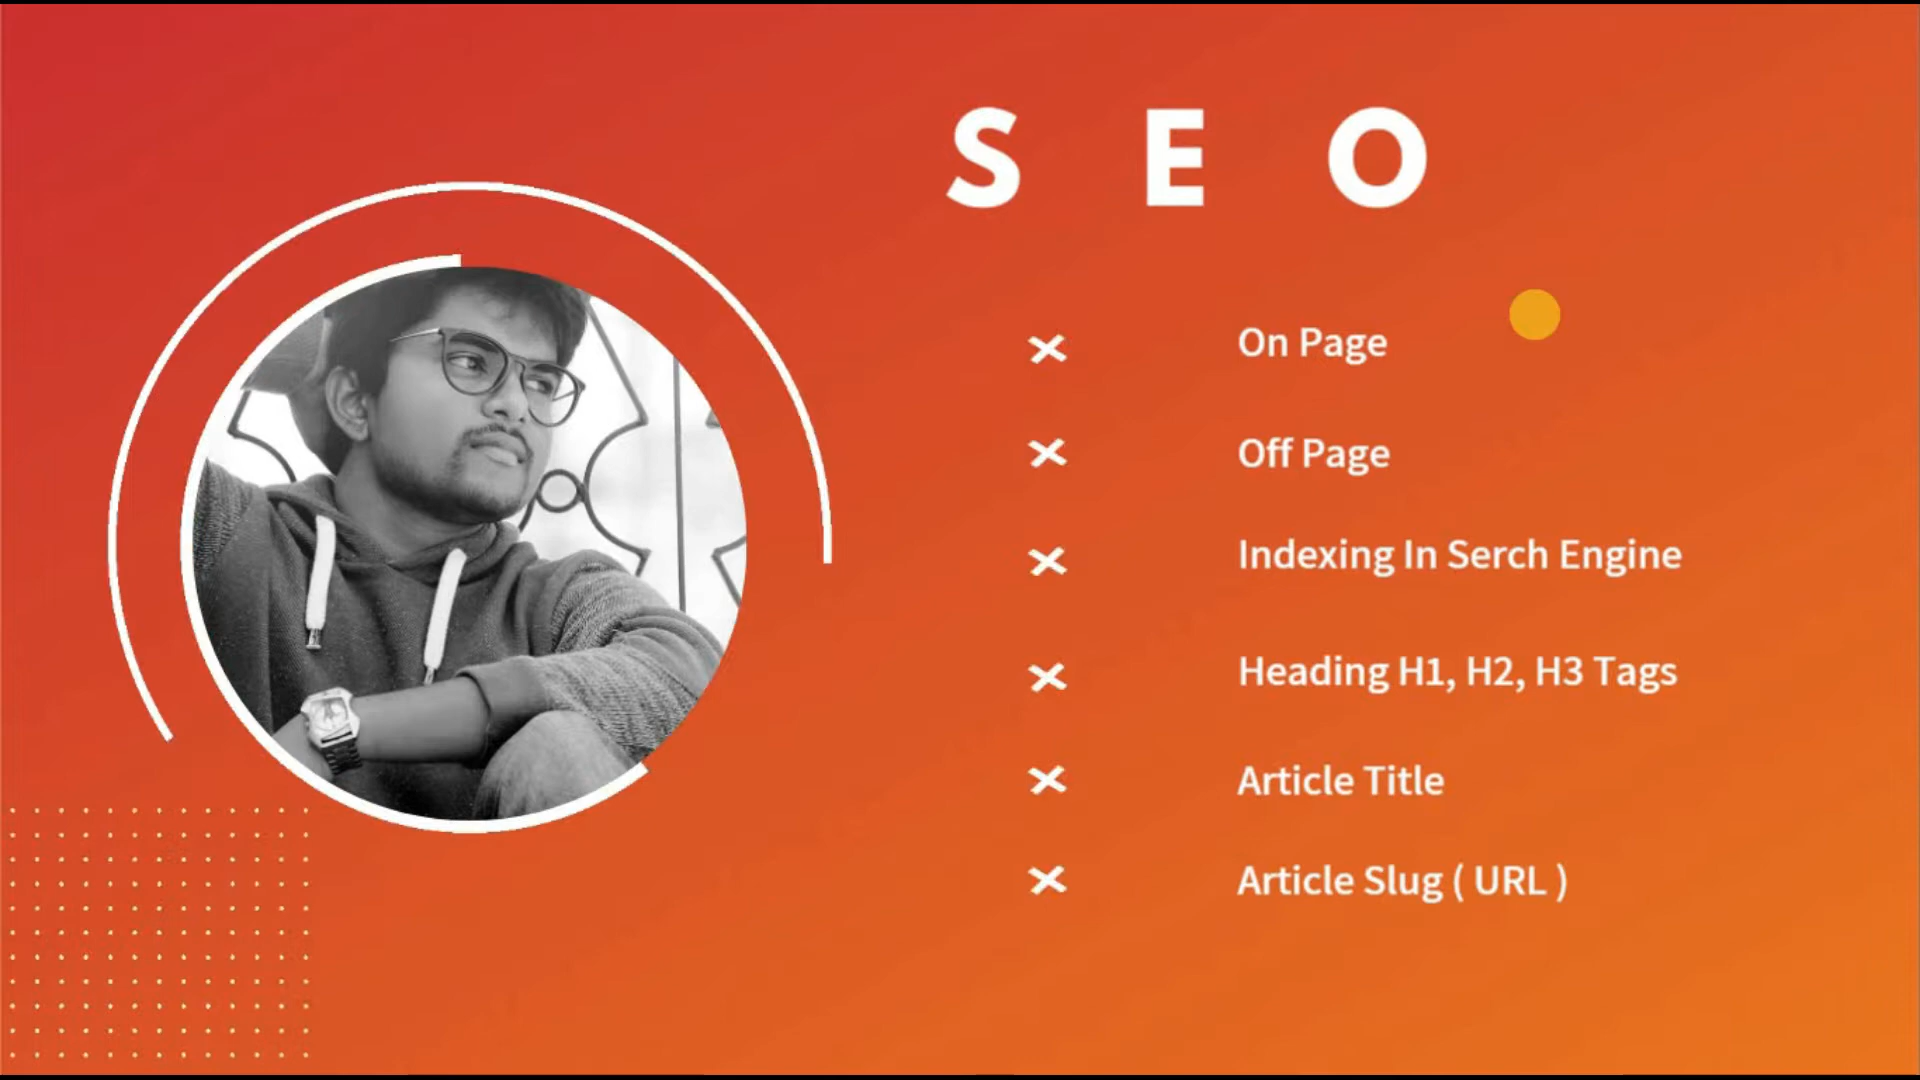 S E O
On Page
Off Page
Indexing In Serch Engine
Heading H1, H2, H3 Tags
Article Title
Article Slug ( URL )